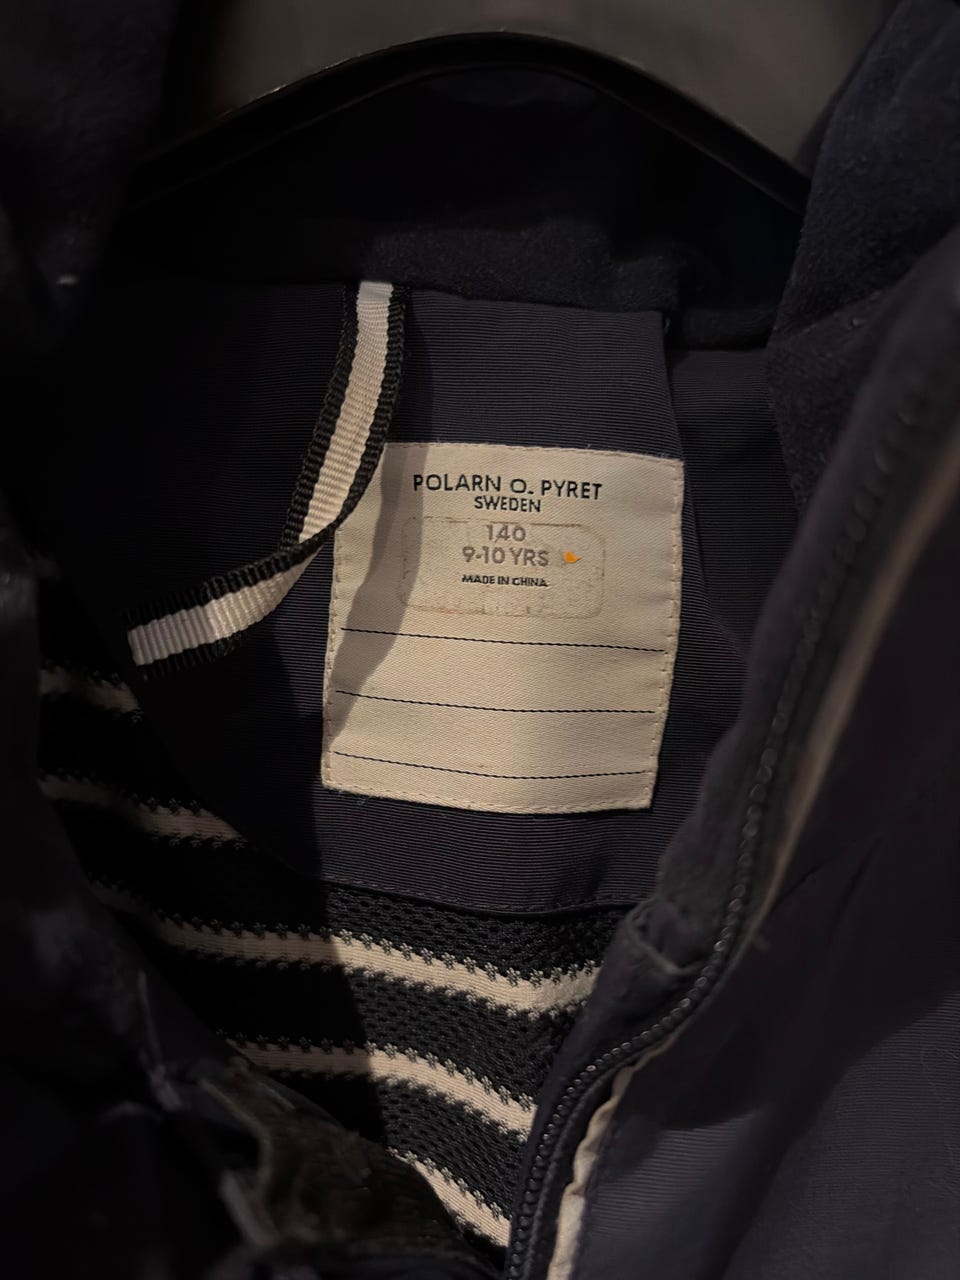 POLARN O. PYRET
SWEDEN
140
9-10 YRS
MADE IN CHINA